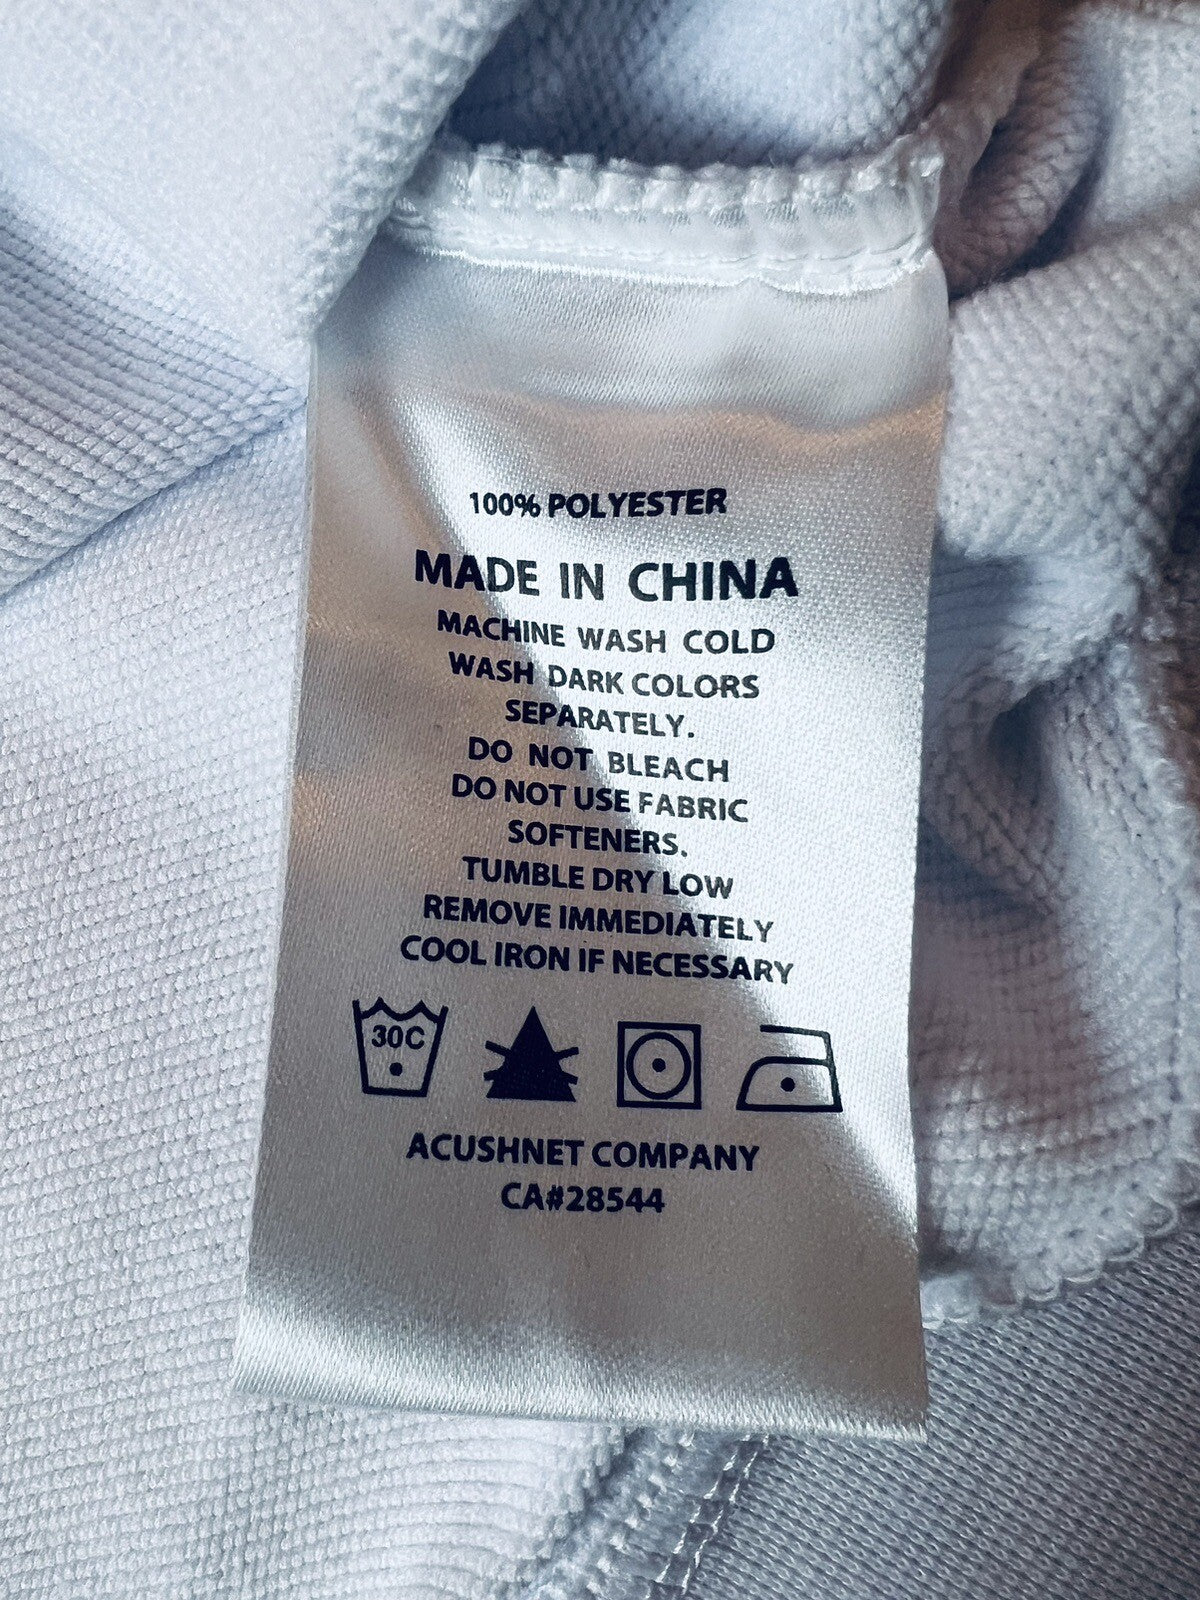 100% POLYESTER
MADE IN CHINA
MACHINE WASH COLD
WASH DARK COLORS
SEPARATELY.
DO NOT BLEACH
DO NOT USE FABRIC
SOFTENERS.
TUMBLE DRY LOW
REMOVE IMMEDIATELY
COOL IRON IF NECESSARY
30C
ACUSHNET COMPANY
CA#28544